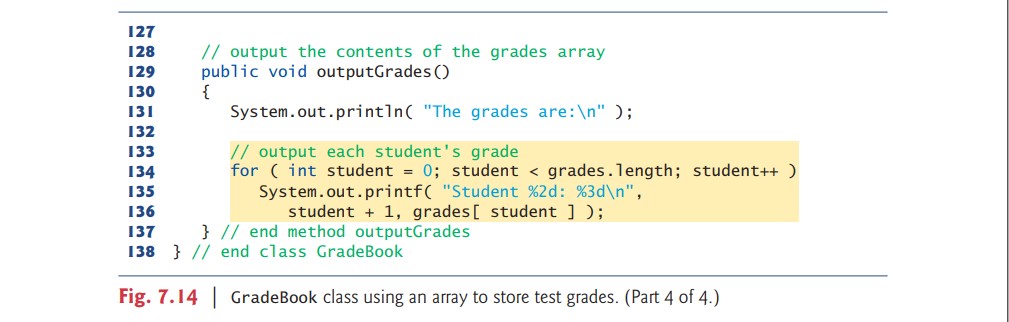 127
128 // output the contents of the grades array
129 public void outputGrades()
130 {
131 System.out.println( "The grades are:\n" );
132
133 // output each student's grade
134 for ( int student = 0; student < grades.length; student++ )
135 System.out.printf( "Student %2d: %3d\n",
136 student + 1, grades[ student ] );
137 } // end method outputGrades
138 } // end class GradeBook
Fig. 7.14 | GradeBook class using an array to store test grades. (Part 4 of 4.)